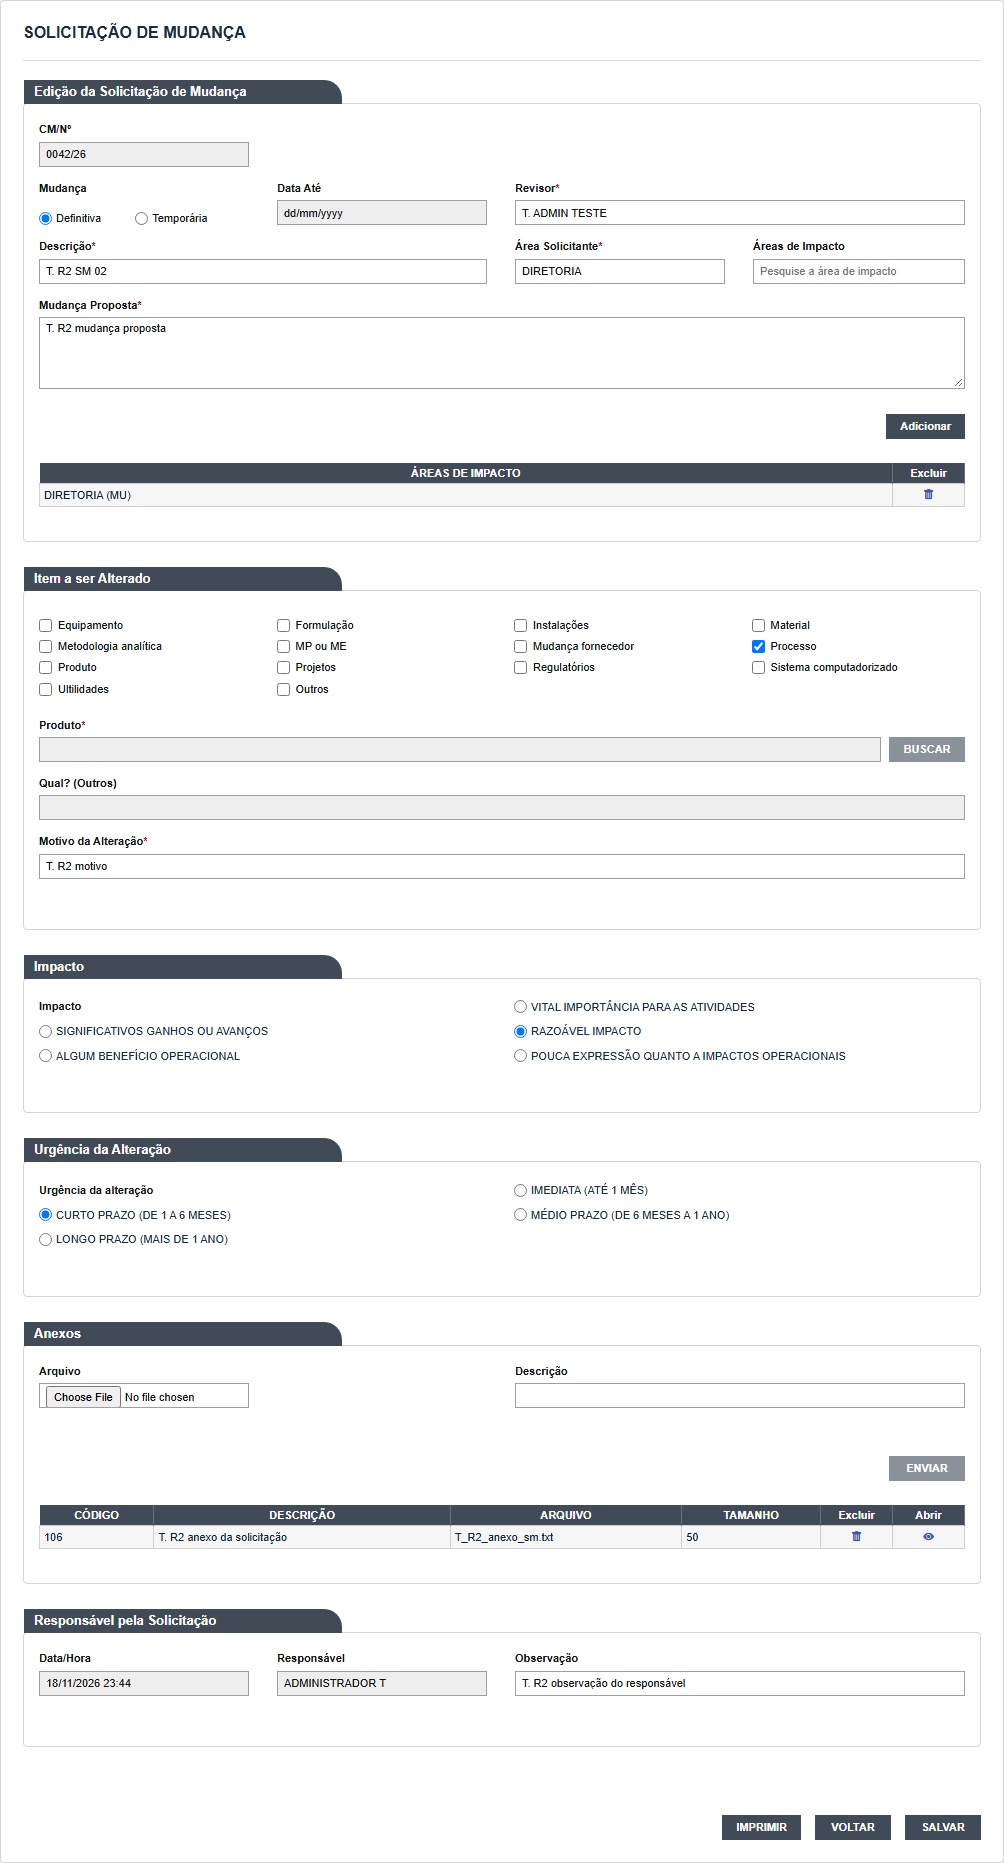 SOLICITAÇÃO DE MUDANÇA
Edição da Solicitação de Mudança
CM/Nº
0042/26
Mudança Data Até Revisor*
Definitiva Temporária dd/mm/yyyy T. ADMIN TESTE
Descrição* Área Solicitante* Áreas de Impacto
T. R2 SM 02 DIRETORIA Pesquise a área de impacto
Mudança Proposta*
T. R2 mudança proposta
Adicionar
ÁREAS DE IMPACTO Excluir
DIRETORIA (MU)
Item a ser Alterado
Equipamento Formulação Instalações Material
Metodologia analítica MP ou ME Mudança fornecedor Processo
Produto Projetos Regulatórios Sistema computadorizado
Ultilidades Outros
Produto*
BUSCAR
Qual? (Outros)
Motivo da Alteração*
T. R2 motivo
Impacto
Impacto VITAL IMPORTÂNCIA PARA AS ATIVIDADES
SIGNIFICATIVOS GANHOS OU AVANÇOS RAZOÁVEL IMPACTO
ALGUM BENEFÍCIO OPERACIONAL POUCA EXPRESSÃO QUANTO A IMPACTOS OPERACIONAIS
Urgência da Alteração
Urgência da alteração IMEDIATA (ATÉ 1 MÊS)
CURTO PRAZO (DE 1 A 6 MESES) MÉDIO PRAZO (DE 6 MESES A 1 ANO)
LONGO PRAZO (MAIS DE 1 ANO)
Anexos
Arquivo Descrição
Choose File No file chosen
ENVIAR
CÓDIGO DESCRIÇÃO ARQUIVO TAMANHO Excluir Abrir
106 T. R2 anexo da solicitação T_R2_anexo_sm.txt 50
Responsável pela Solicitação
Data/Hora Responsável Observação
18/11/2026 23:44 ADMINISTRADOR T T. R2 observação do responsável
IMPRIMIR VOLTAR SALVAR